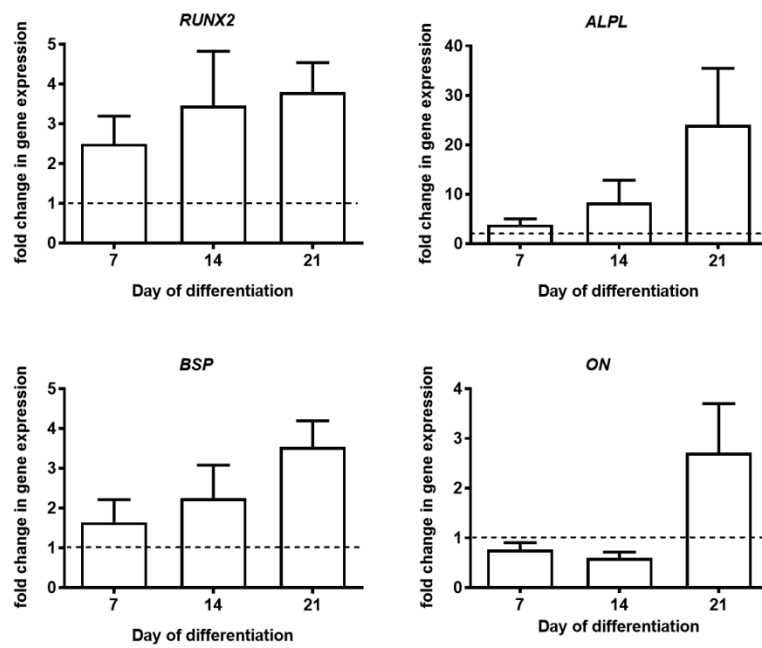 RUNX2
fold change in gene expression
5
4
3
2
1
0
7 14 21
Day of differentiation
ALPL
fold change in gene expression
40
30
20
10
0
7 14 21
Day of differentiation
BSP
fold change in gene expression
5
4
3
2
1
0
7 14 21
Day of differentiation
ON
fold change in gene expression
4
3
2
1
0
7 14 21
Day of differentiation